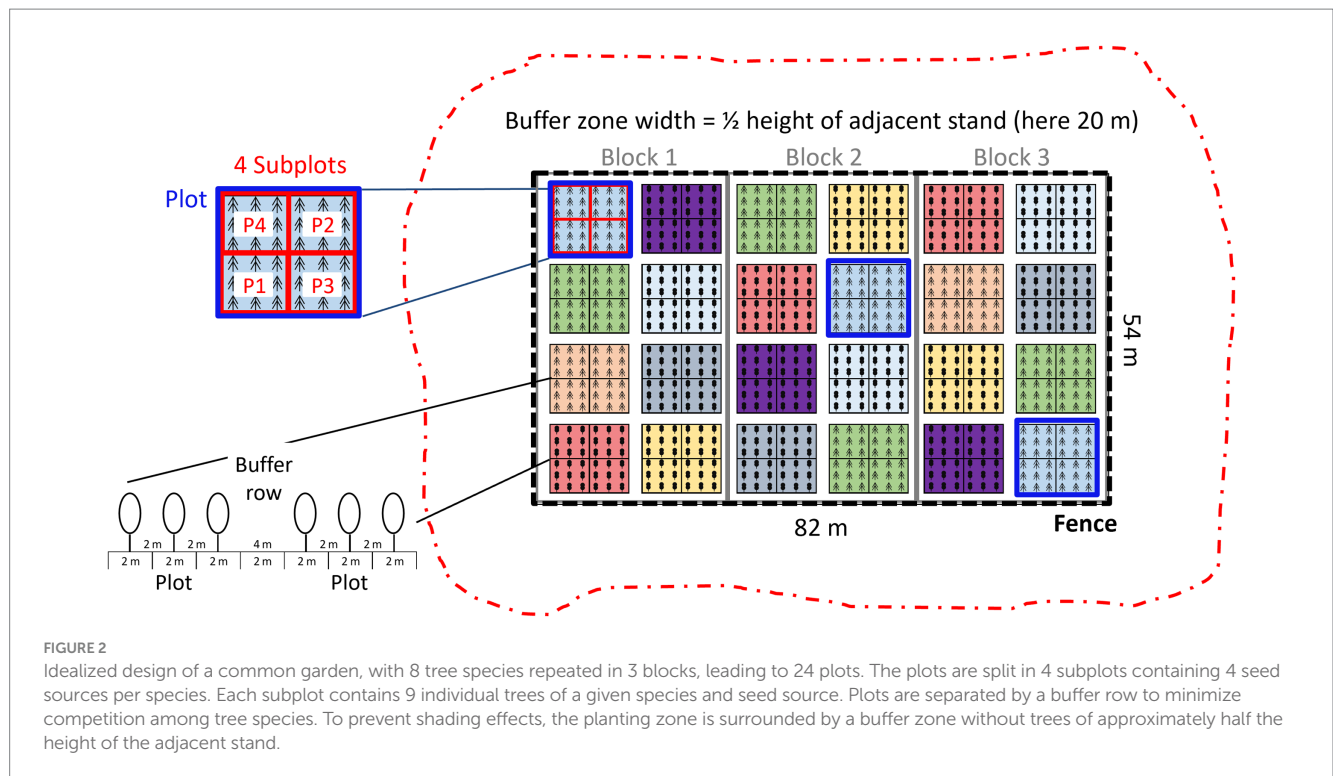 Buffer zone width = ½ height of adjacent stand (here 20 m)
Block 1
Block 2
Block 3
4 Subplots
Plot
P4
P2
P1
P3
54 m
82 m
Fence
Buffer
row
2 m 2 m 4 m 2 m 2 m
2 m 2 m 2 m 2 m 2 m 2 m 2 m
Plot
Plot
FIGURE 2
Idealized design of a common garden, with 8 tree species repeated in 3 blocks, leading to 24 plots. The plots are split in 4 subplots containing 4 seed
sources per species. Each subplot contains 9 individual trees of a given species and seed source. Plots are separated by a buffer row to minimize
competition among tree species. To prevent shading effects, the planting zone is surrounded by a buffer zone without trees of approximately half the
height of the adjacent stand.